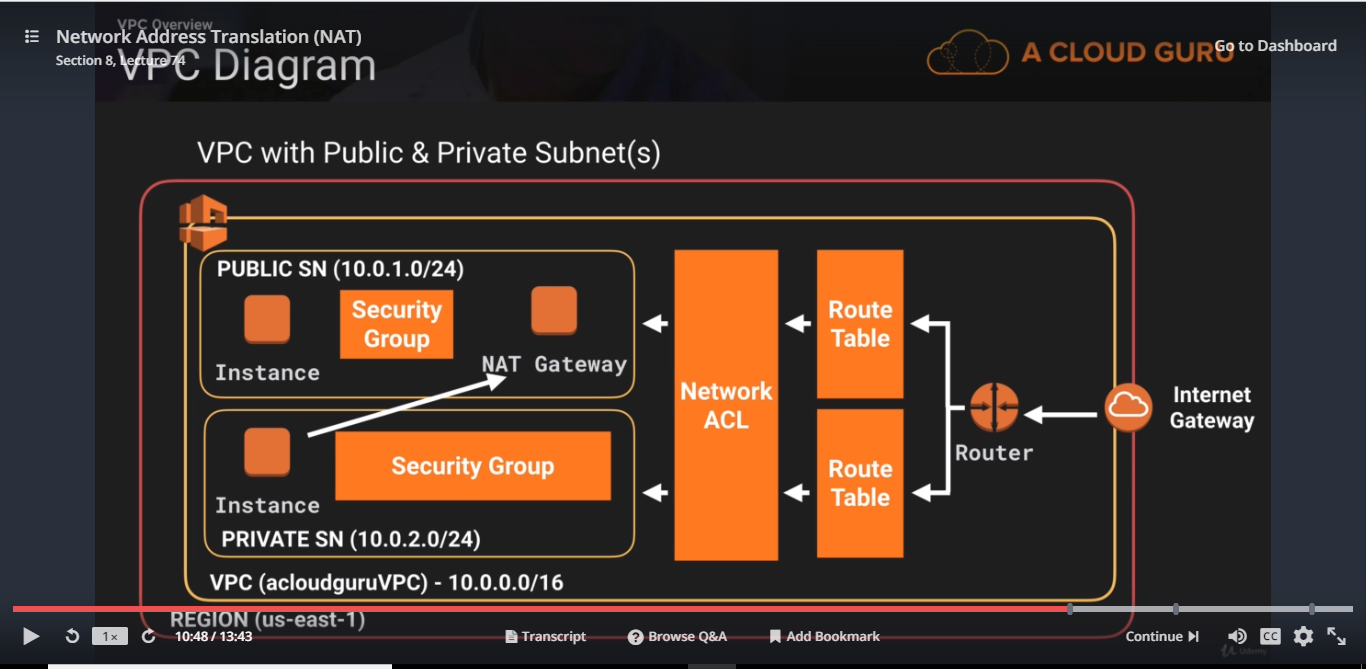 VPC Overview
Network Address Translation (NAT)
Section 8, Lecture 74
VPC Diagram
A CLOUD GURU
Go to Dashboard
VPC with Public & Private Subnet(s)
PUBLIC SN (10.0.1.0/24)
Instance
Security
Group
NAT Gateway
Instance
Security Group
PRIVATE SN (10.0.2.0/24)
Network
ACL
Route
Table
Route
Table
Router
Internet
Gateway
VPC (acloudguruVPC) - 10.0.0.0/16
REGION (us-east-1)
1×
10:48 / 13:43
Transcript
Browse Q&A
Add Bookmark
Continue
CC
Udemy